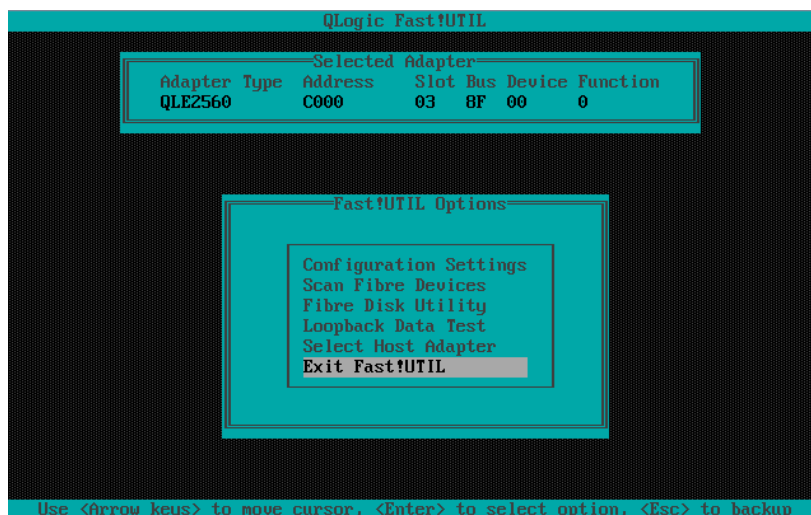 QLogic Fast!UTIL
Selected Adapter
Adapter Type Address Slot Bus Device Function
QLE2560 C000 03 8F 00 0
Fast!UTIL Options
Configuration Settings
Scan Fibre Devices
Fibre Disk Utility
Loopback Data Test
Select Host Adapter
Exit Fast!UTIL
Use <Arrow keys> to move cursor, <Enter> to select option, <Esc> to backup